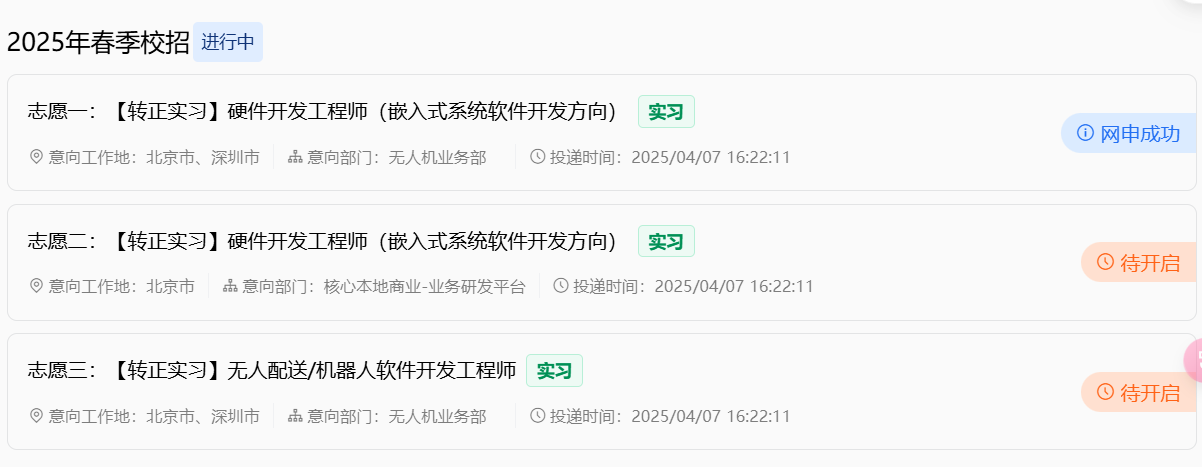 2025年春季校招 进行中
志愿一：【转正实习】硬件开发工程师（嵌入式系统软件开发方向） 实习
网申成功
意向工作地：北京市、深圳市 意向部门：无人机业务部 投递时间：2025/04/07 16:22:11
志愿二：【转正实习】硬件开发工程师（嵌入式系统软件开发方向） 实习
待开启
意向工作地：北京市 意向部门：核心本地商业-业务研发平台 投递时间：2025/04/07 16:22:11
志愿三：【转正实习】无人配送/机器人软件开发工程师 实习
待开启
意向工作地：北京市、深圳市 意向部门：无人机业务部 投递时间：2025/04/07 16:22:11